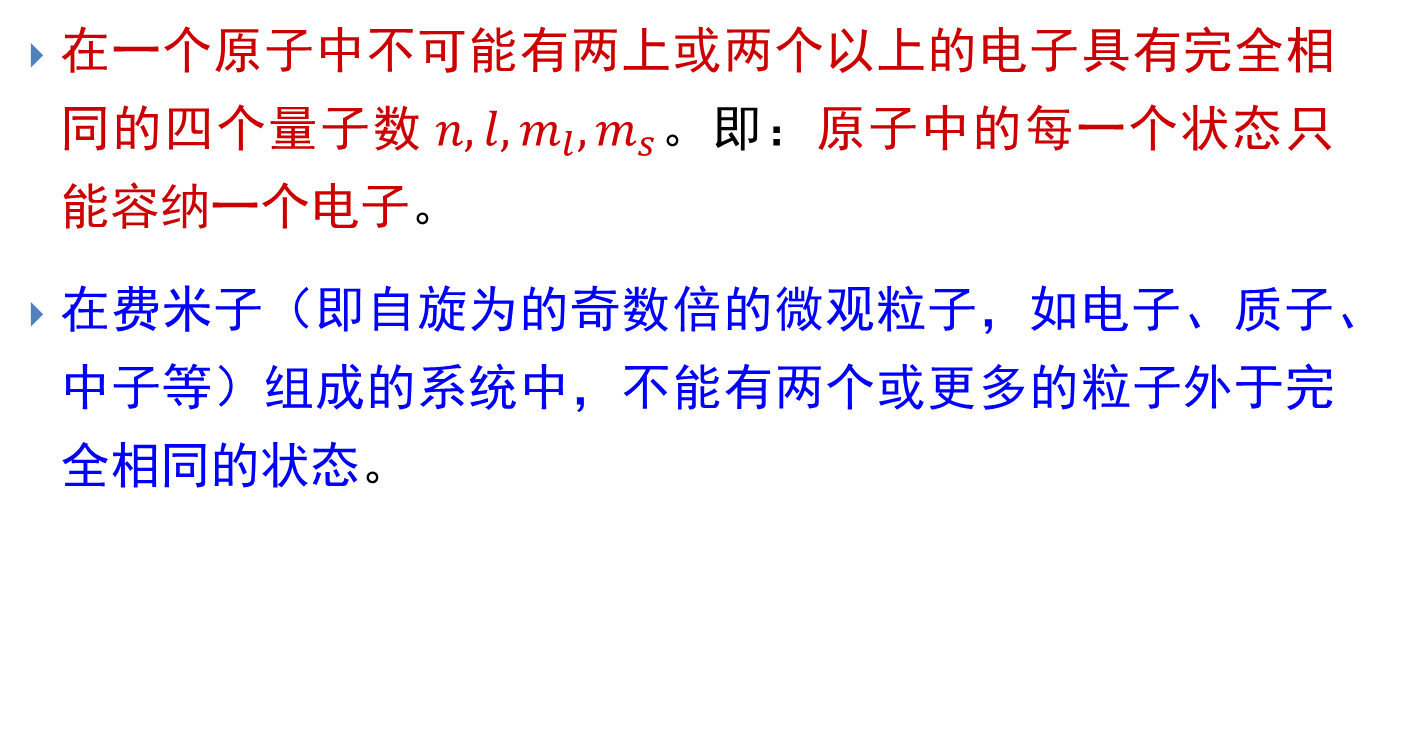 在一个原子中不可能有两上或两个以上的电子具有完全相
同的四个量子数 n, l, mₗ, mₛ。即：原子中的每一个状态只
能容纳一个电子。
在费米子（即自旋为的奇数倍的微观粒子，如电子、质子、
中子等）组成的系统中，不能有两个或更多的粒子外于完
全相同的状态。